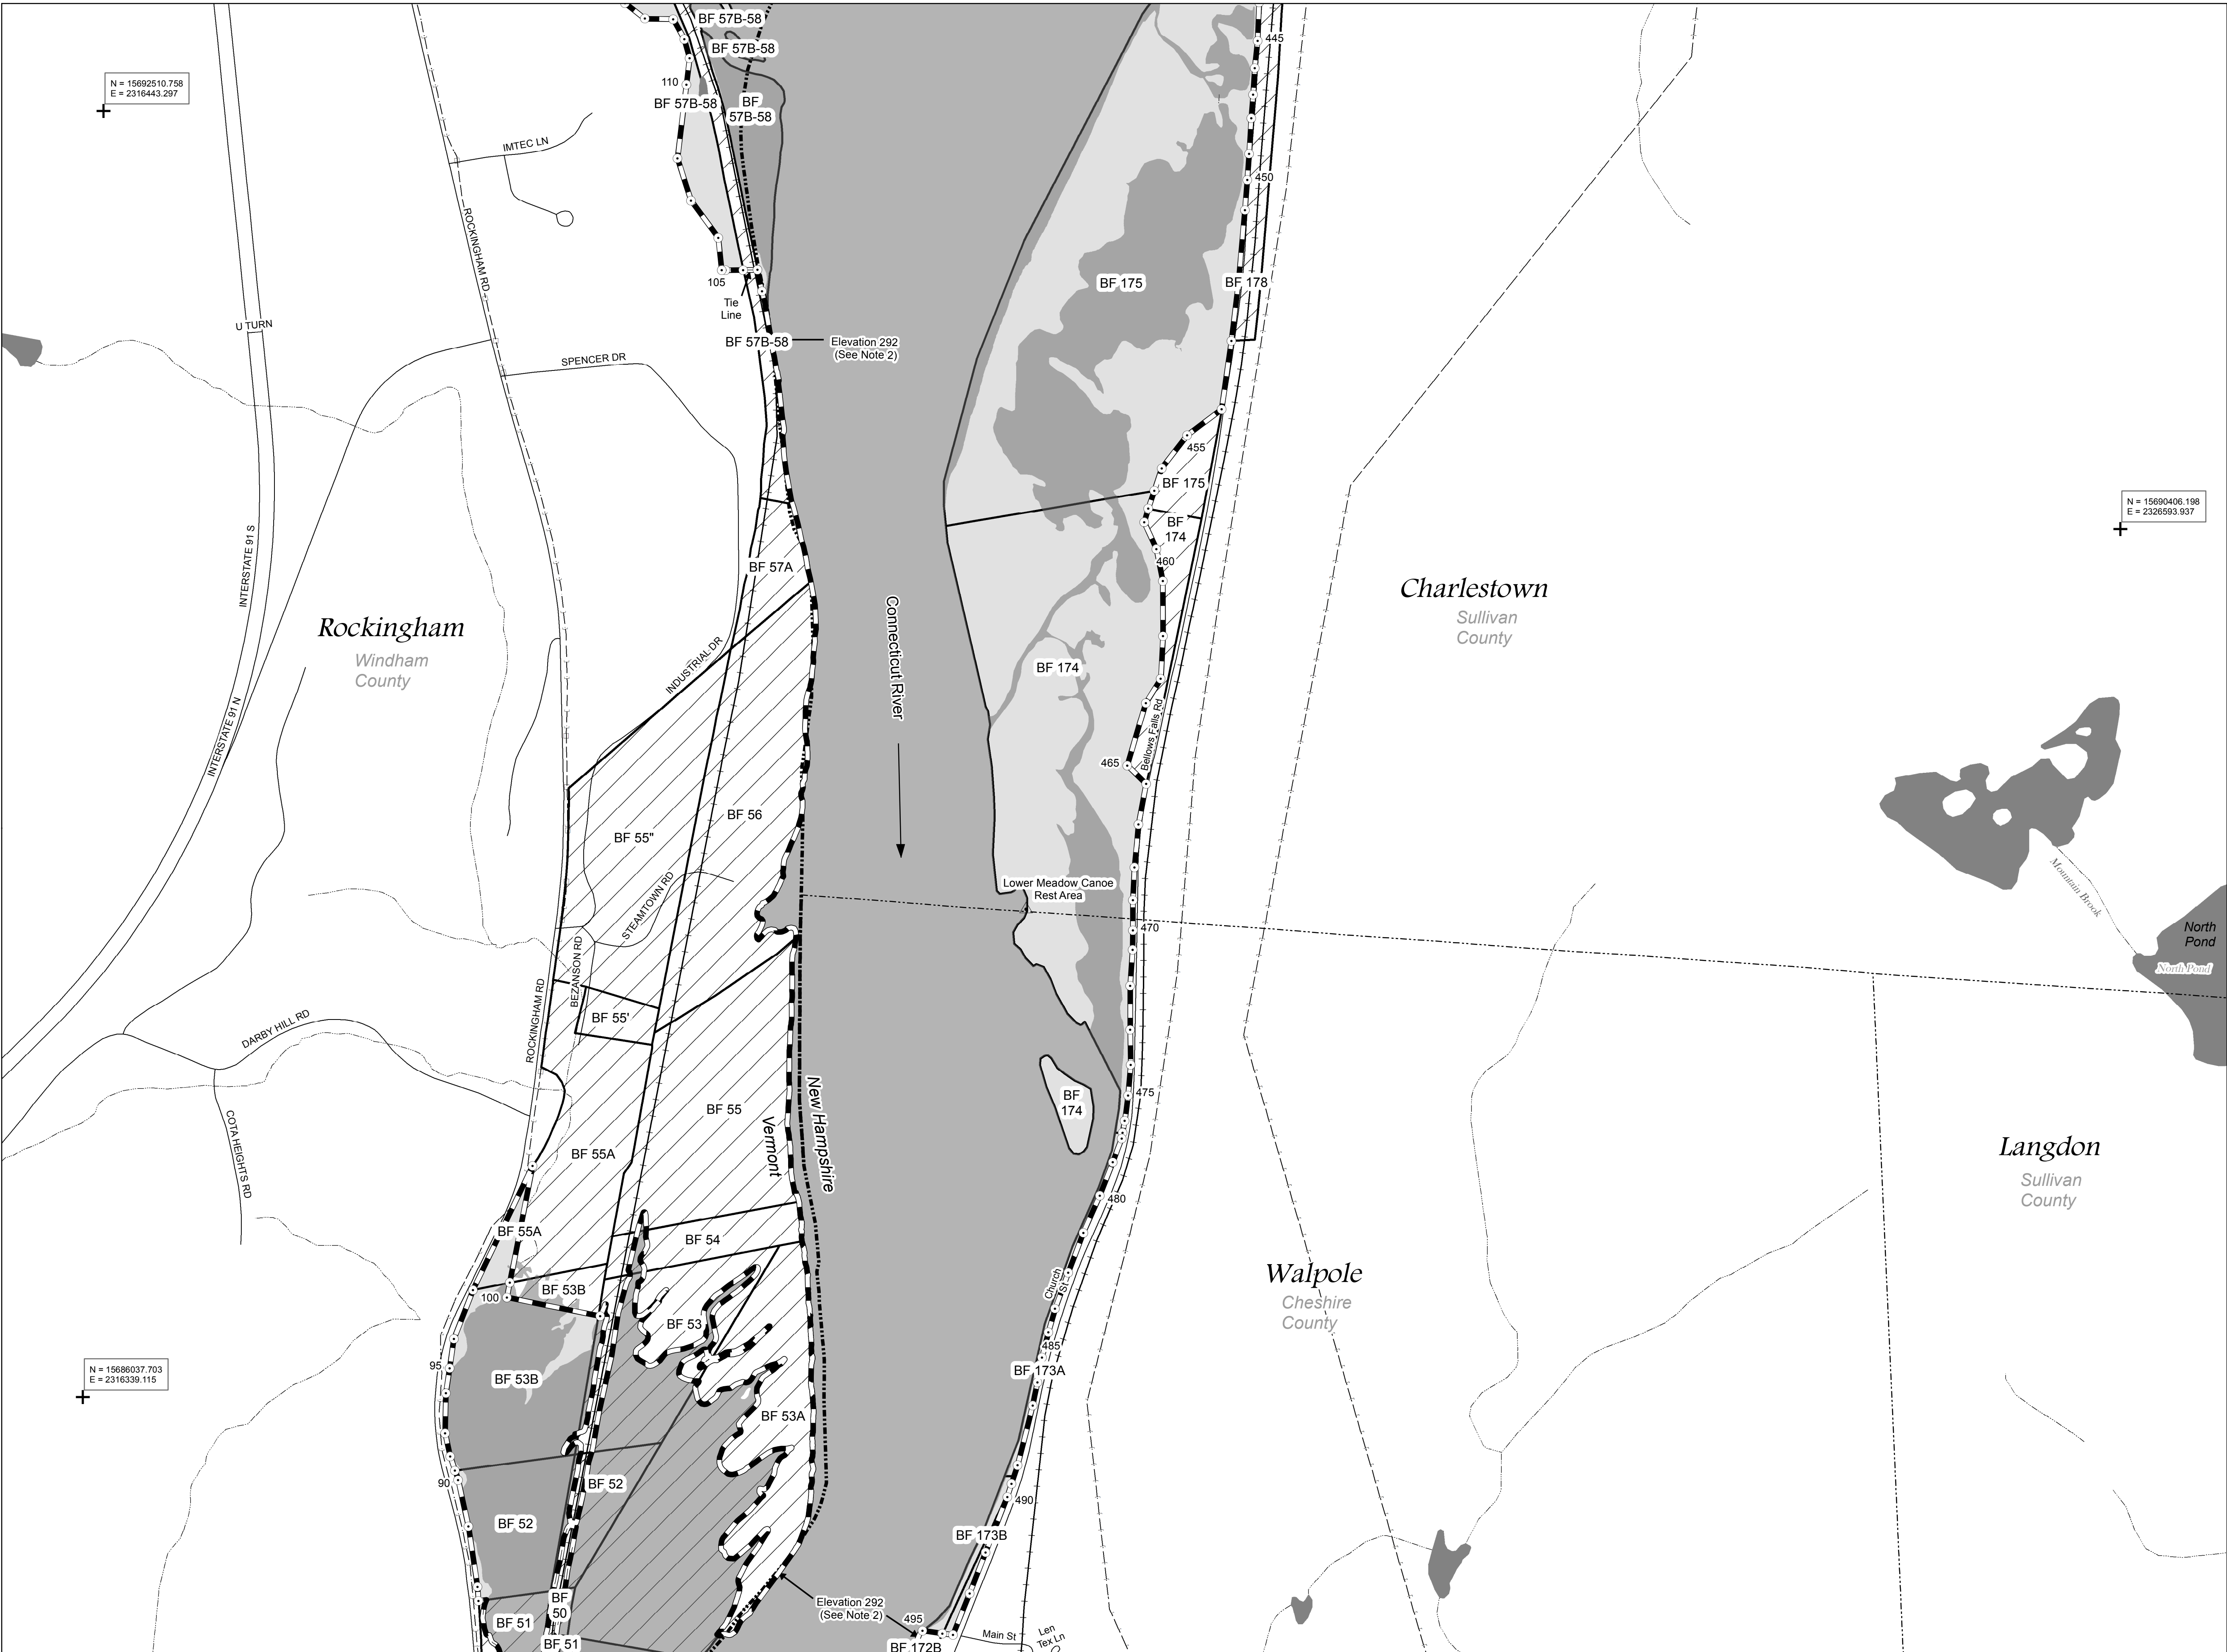 BF 57B-58
445
BF 57B-58
110
N = 15692510.758
E = 2316443.297
BF 57B-58
BF
57B-58
IMTEC LN
450
ROCKINGHAM RD
105
BF 175
BF 178
Tie
Line
U TURN
BF 57B-58
Elevation 292
(See Note 2)
SPENCER DR
455
BF 175
N = 15690406.198
E = 2326593.937
BF
174
460
INTERSTATE 91 S
BF 57A
Connecticut River
Charlestown
Sullivan
County
Rockingham
Windham
County
INDUSTRIAL DR
BF 174
INTERSTATE 91 N
Bellows Falls Rd
465
BF 56
BF 55"
Lower Meadow Canoe
Rest Area
Mountain Brook
STEAMTOWN RD
470
North
Pond
North Pond
BEZANSON RD
BF 55'
ROCKINGHAM RD
DARBY HILL RD
475
BF
174
BF 55
New Hampshire
Vermont
COTA HEIGHTS RD
BF 55A
Langdon
Sullivan
County
480
BF 55A
BF 54
Walpole
Cheshire
County
Church
St
BF 53B
100
BF 53
485
95
BF 173A
N = 15686037.703
E = 2316339.115
BF 53B
BF 53A
90
BF 52
490
BF 52
BF 173B
BF
50
Elevation 292
(See Note 2)
495
BF 51
Main St
Len
Tex Ln
BF 51
BF 172B